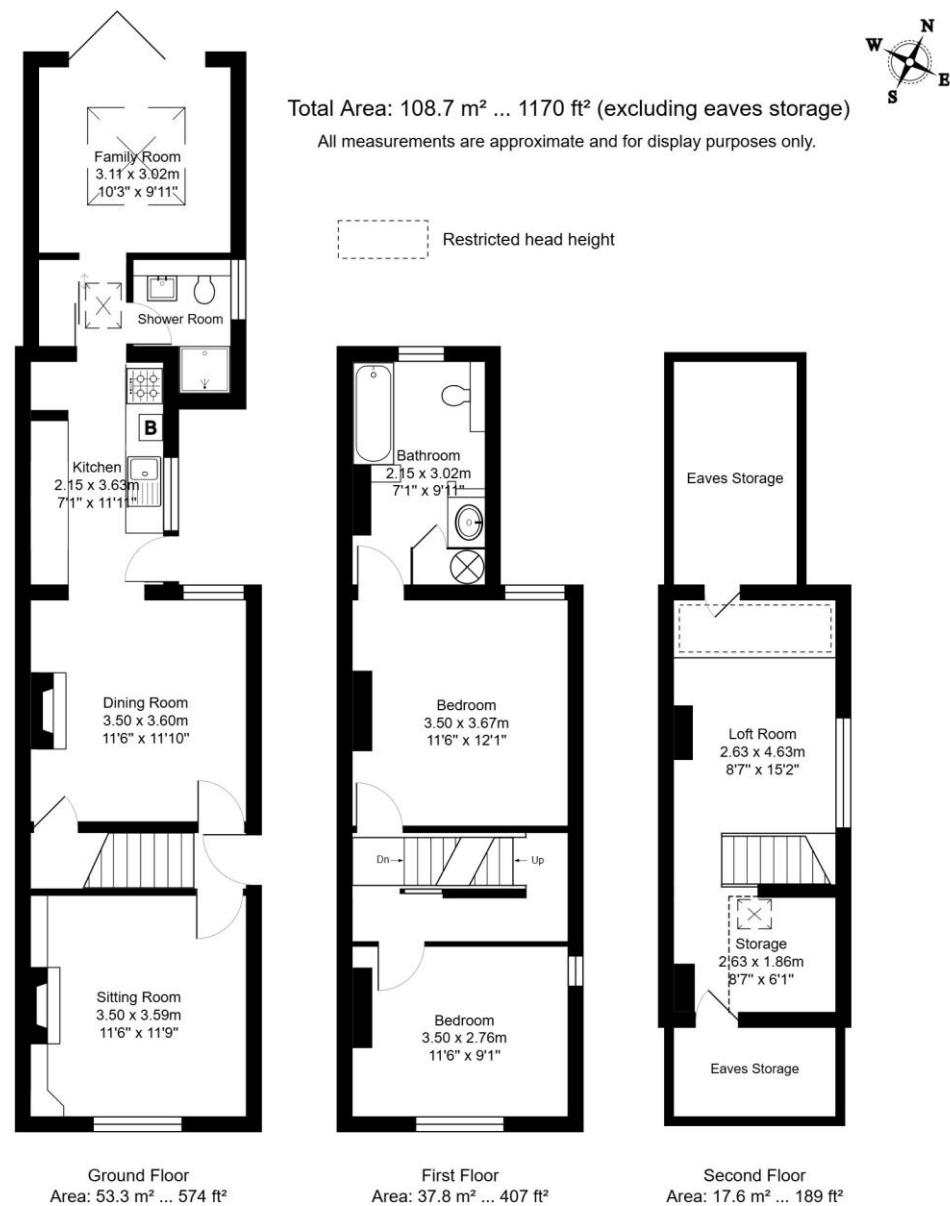 N
W
E
S
Total Area: 108.7 m² ... 1170 ft² (excluding eaves storage)
All measurements are approximate and for display purposes only.
Restricted head height
Family Room
3.11 x 3.02m
10'3" x 9'11"
Shower Room
B
Kitchen
2.15 x 3.63m
7'1" x 11'11"
Dining Room
3.50 x 3.60m
11'6" x 11'10"
Sitting Room
3.50 x 3.59m
11'6" x 11'9"
Ground Floor
Area: 53.3 m² ... 574 ft²
Bathroom
2.15 x 3.02m
7'1" x 9'11"
Bedroom
3.50 x 3.67m
11'6" x 12'1"
Dn
Up
Bedroom
3.50 x 2.76m
11'6" x 9'1"
First Floor
Area: 37.8 m² ... 407 ft²
Eaves Storage
Loft Room
2.63 x 4.63m
8'7" x 15'2"
Storage
2.63 x 1.86m
8'7" x 6'1"
Eaves Storage
Second Floor
Area: 17.6 m² ... 189 ft²